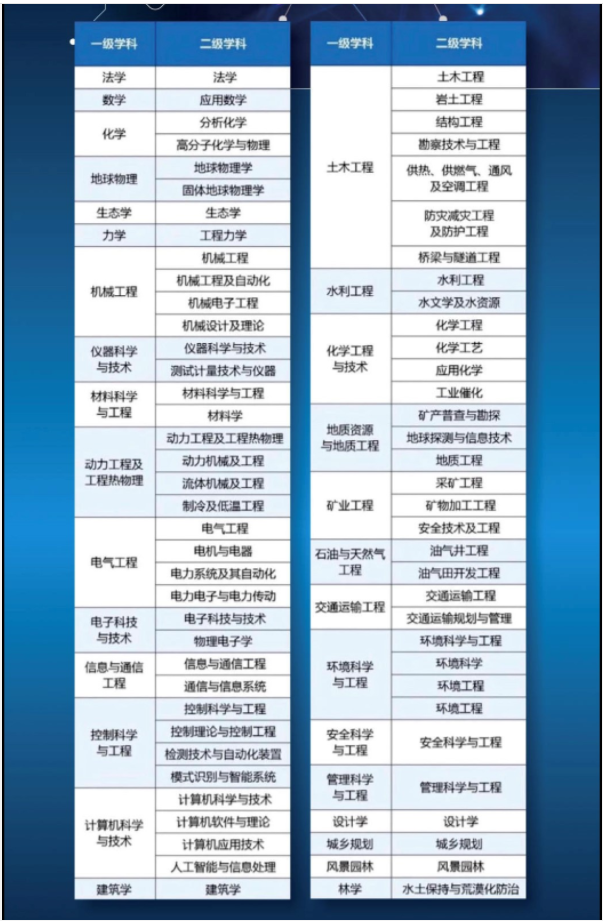 一级学科 二级学科
法学 法学
数学 应用数学
化学 分析化学
高分子化学与物理
地球物理 地球物理学
固体地球物理学
生态学 生态学
力学 工程力学
机械工程 机械工程
机械工程及自动化
机械电子工程
机械设计及理论
仪器科学
与技术
仪器科学与技术
测试计量技术与仪器
材料科学
与工程
材料科学与工程
材料学
动力工程及
工程热物理
动力工程及工程热物理
动力机械及工程
流体机械及工程
制冷及低温工程
电气工程 电气工程
电机与电器
电力系统及其自动化
电力电子与电力传动
电子科技
与技术
电子科技与技术
物理电子学
信息与通信
工程
信息与通信工程
通信与信息系统
控制科学
与工程
控制科学与工程
控制理论与控制工程
检测技术与自动化装置
模式识别与智能系统
计算机科学
与技术
计算机科学与技术
计算机软件与理论
计算机应用技术
人工智能与信息处理
建筑学 建筑学
一级学科 二级学科
土木工程 土木工程
岩土工程
结构工程
勘察技术与工程
供热、供燃气、通风
及空调工程
防灾减灾工程
及防护工程
桥梁与隧道工程
水利工程 水利工程
水文学及水资源
化学工程
与技术
化学工程
化学工艺
应用化学
工业催化
地质资源
与地质工程
矿产普查与勘探
地球探测与信息技术
地质工程
矿业工程 采矿工程
矿物加工工程
安全技术及工程
石油与天然气
工程
油气井工程
油气田开发工程
交通运输工程 交通运输工程
交通运输规划与管理
环境科学
与工程
环境科学与工程
环境科学
环境工程
环境工程
安全科学
与工程
安全科学与工程
管理科学
与工程
管理科学与工程
设计学 设计学
城乡规划 城乡规划
风景园林 风景园林
林学 水土保持与荒漠化防治